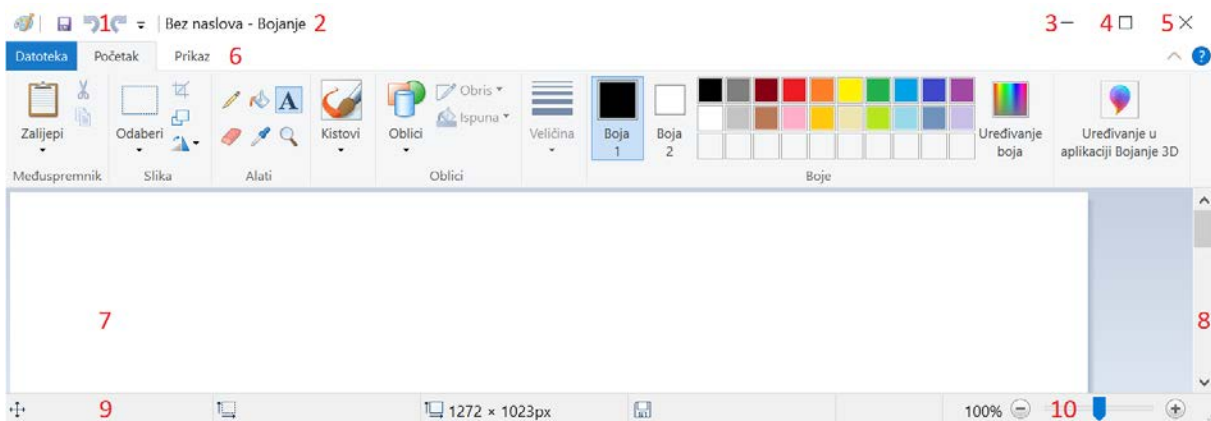 1 Bez naslova - Bojanje 2 3 4 5
Datoteka Početak Prikaz 6 ?
Zalijepi Odaberi A Kistovi Oblici Obris Ispuna Veličina Boja 1 Boja 2 Uređivanje boja Uređivanje u aplikaciji Bojanje 3D
Međuspremnik Slika Alati Oblici Boje
7 8
9 1272 × 1023px 100% 10